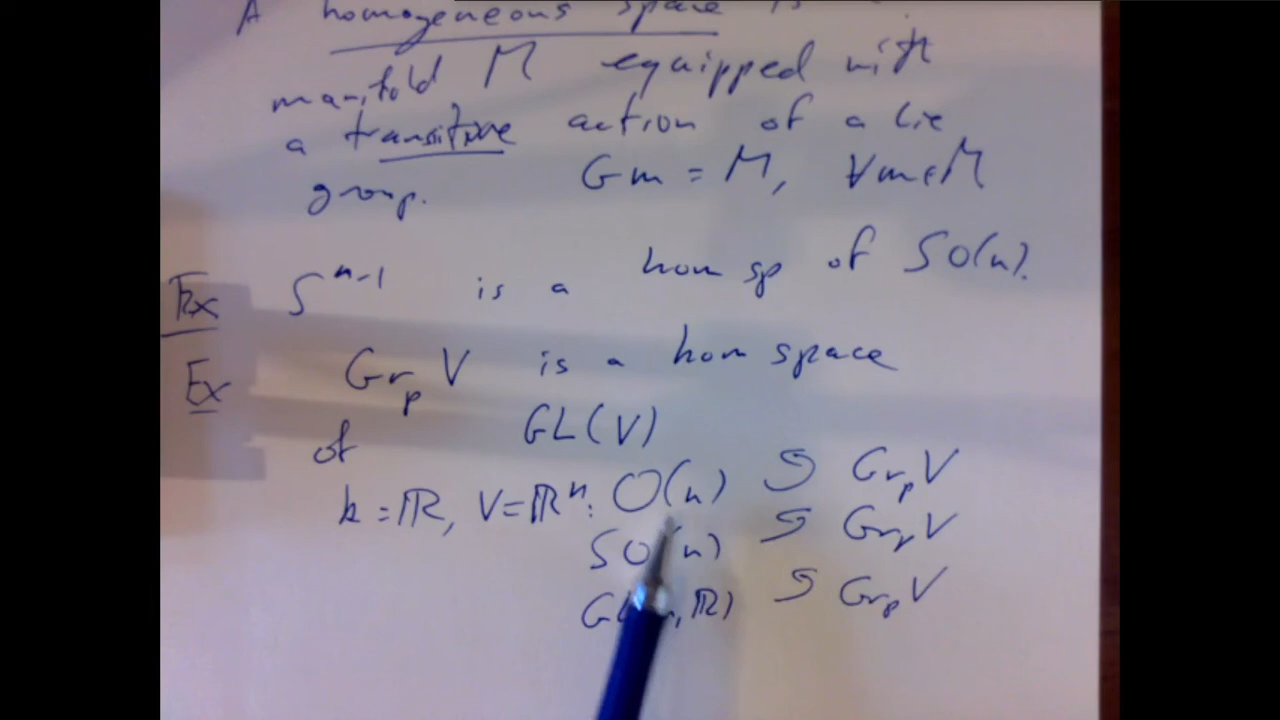 A homogeneous space is a
manifold M equipped with
a transitive action of a Lie
group. Gm = M, ∀m∈M
Ex S^{n-1} is a hom sp of SO(n).
Ex Gr_p V is a hom space
of GL(V)
k = ℝ, V = ℝ^n: O(n) ↻ Gr_p V
SO(n) ↻ Gr_p V
GL(n, ℝ) ↻ Gr_p V